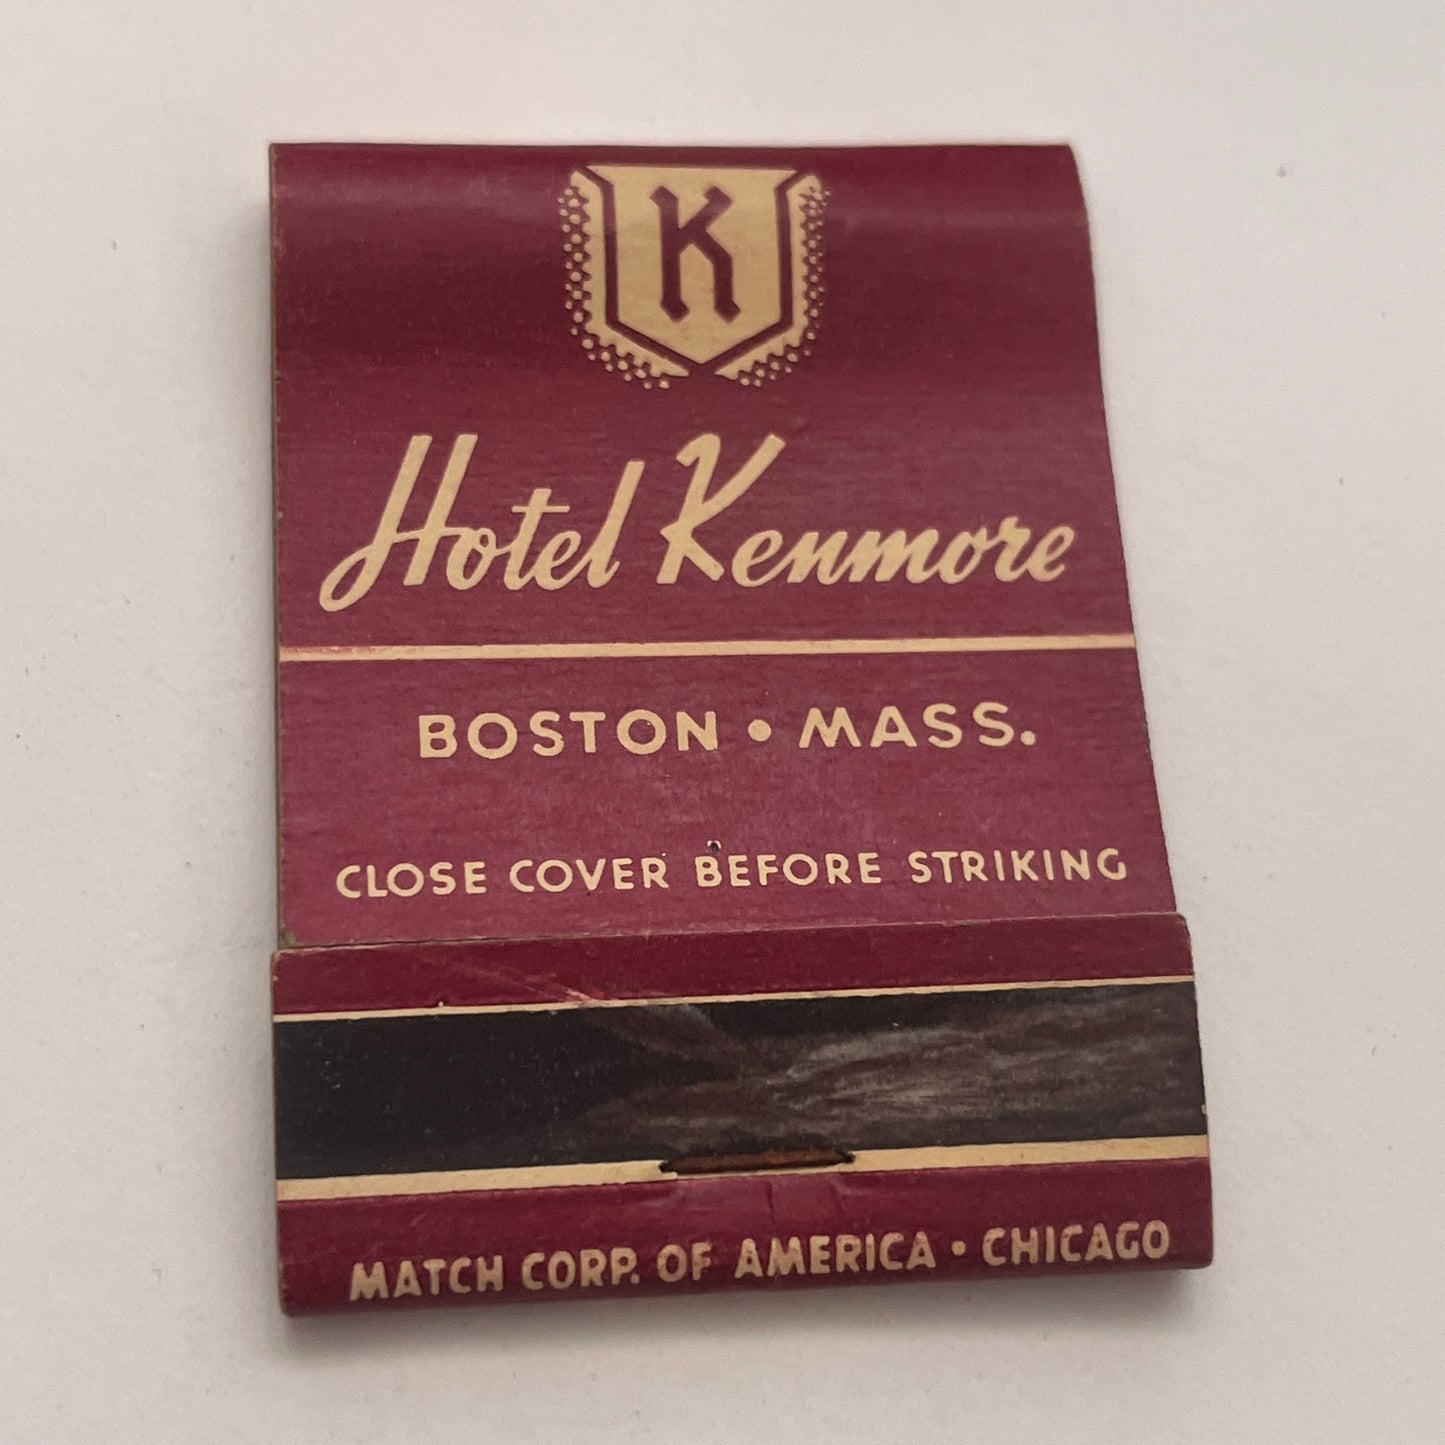 K
Hotel Kenmore
BOSTON • MASS.
CLOSE COVER BEFORE STRIKING
MATCH CORP. OF AMERICA • CHICAGO